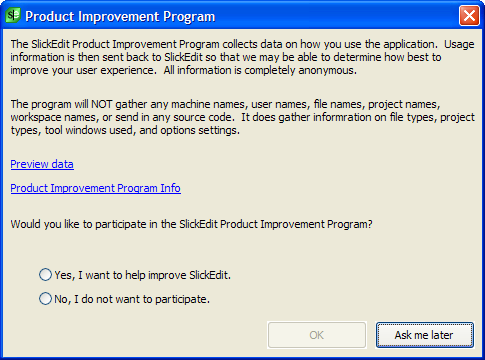 Product Improvement Program
The SlickEdit Product Improvement Program collects data on how you use the application. Usage
information is then sent back to SlickEdit so that we may be able to determine how best to
improve your user experience. All information is completely anonymous.
The program will NOT gather any machine names, user names, file names, project names,
workspace names, or send in any source code. It does gather informration on file types, project
types, tool windows used, and options settings.
Preview data
Product Improvement Program Info
Would you like to participate in the SlickEdit Product Improvement Program?
Yes, I want to help improve SlickEdit.
No, I do not want to participate.
OK
Ask me later